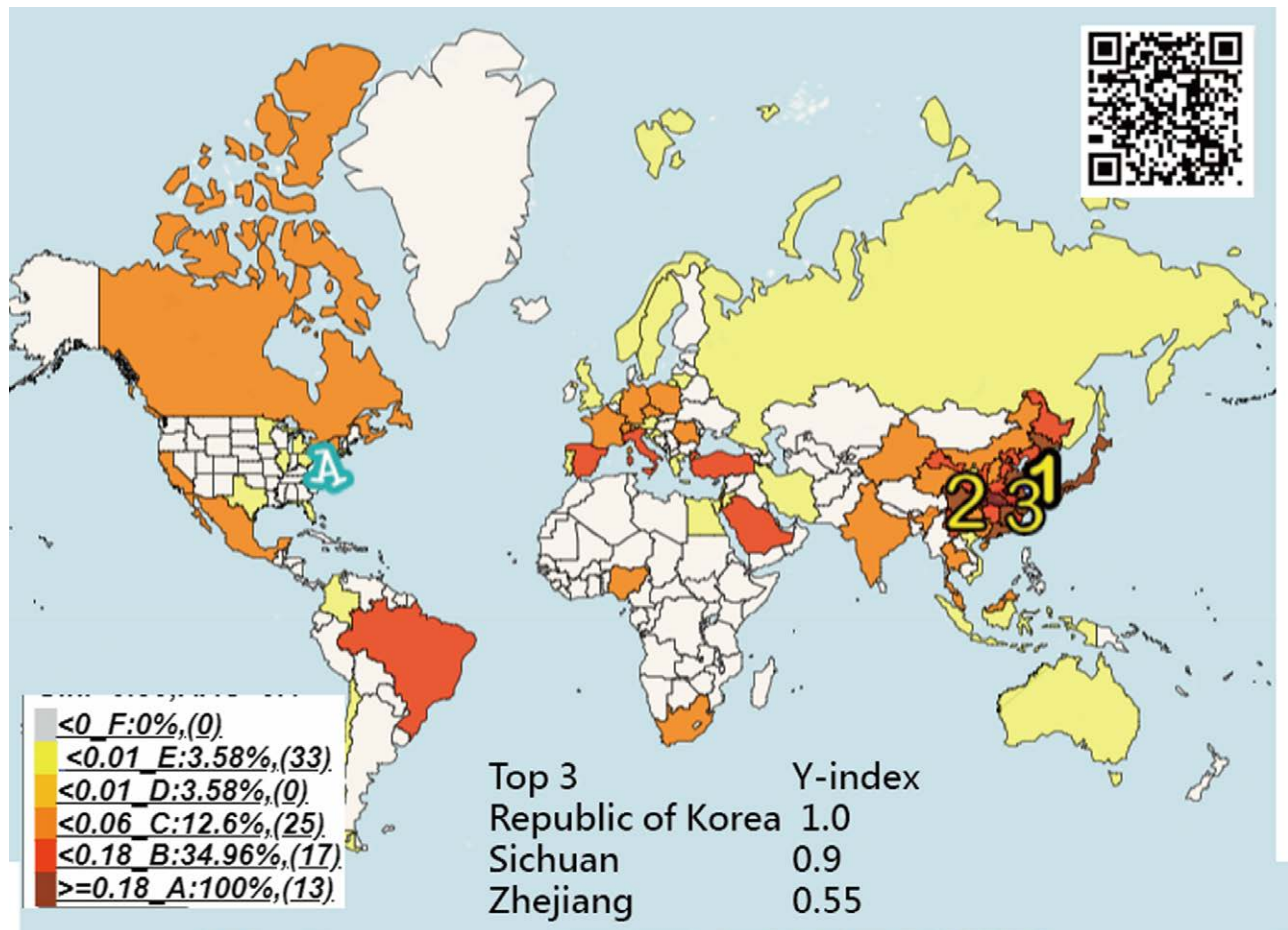 A
1
2
3
<0_F:0%,(0)
<0.01_E:3.58%,(33)
<0.01_D:3.58%,(0)
<0.06_C:12.6%,(25)
<0.18_B:34.96%,(17)
>=0.18_A:100%,(13)
Top 3 Y-index
Republic of Korea 1.0
Sichuan 0.9
Zhejiang 0.55